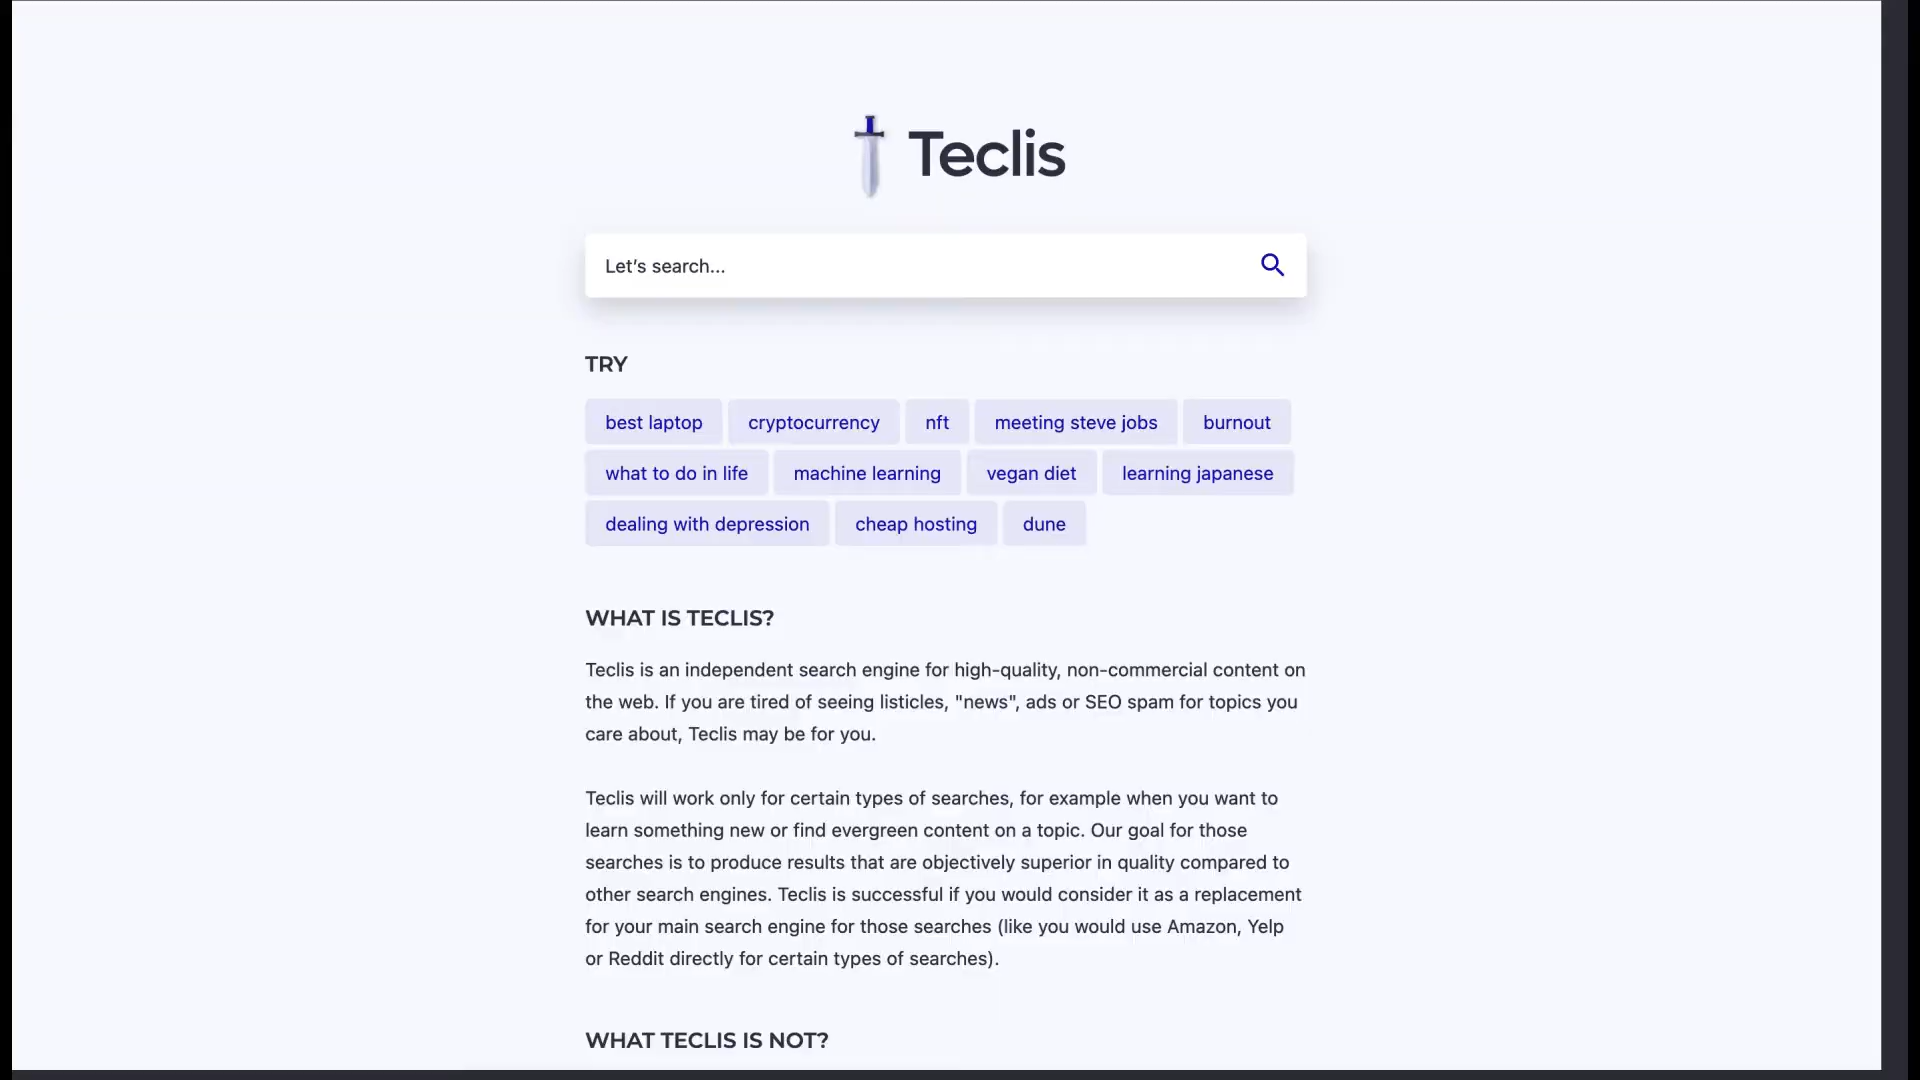 Teclis
Let’s search...
TRY
best laptop cryptocurrency nft meeting steve jobs burnout
what to do in life machine learning vegan diet learning japanese
dealing with depression cheap hosting dune
WHAT IS TECLIS?
Teclis is an independent search engine for high-quality, non-commercial content on
the web. If you are tired of seeing listicles, "news", ads or SEO spam for topics you
care about, Teclis may be for you.
Teclis will work only for certain types of searches, for example when you want to
learn something new or find evergreen content on a topic. Our goal for those
searches is to produce results that are objectively superior in quality compared to
other search engines. Teclis is successful if you would consider it as a replacement
for your main search engine for those searches (like you would use Amazon, Yelp
or Reddit directly for certain types of searches).
WHAT TECLIS IS NOT?